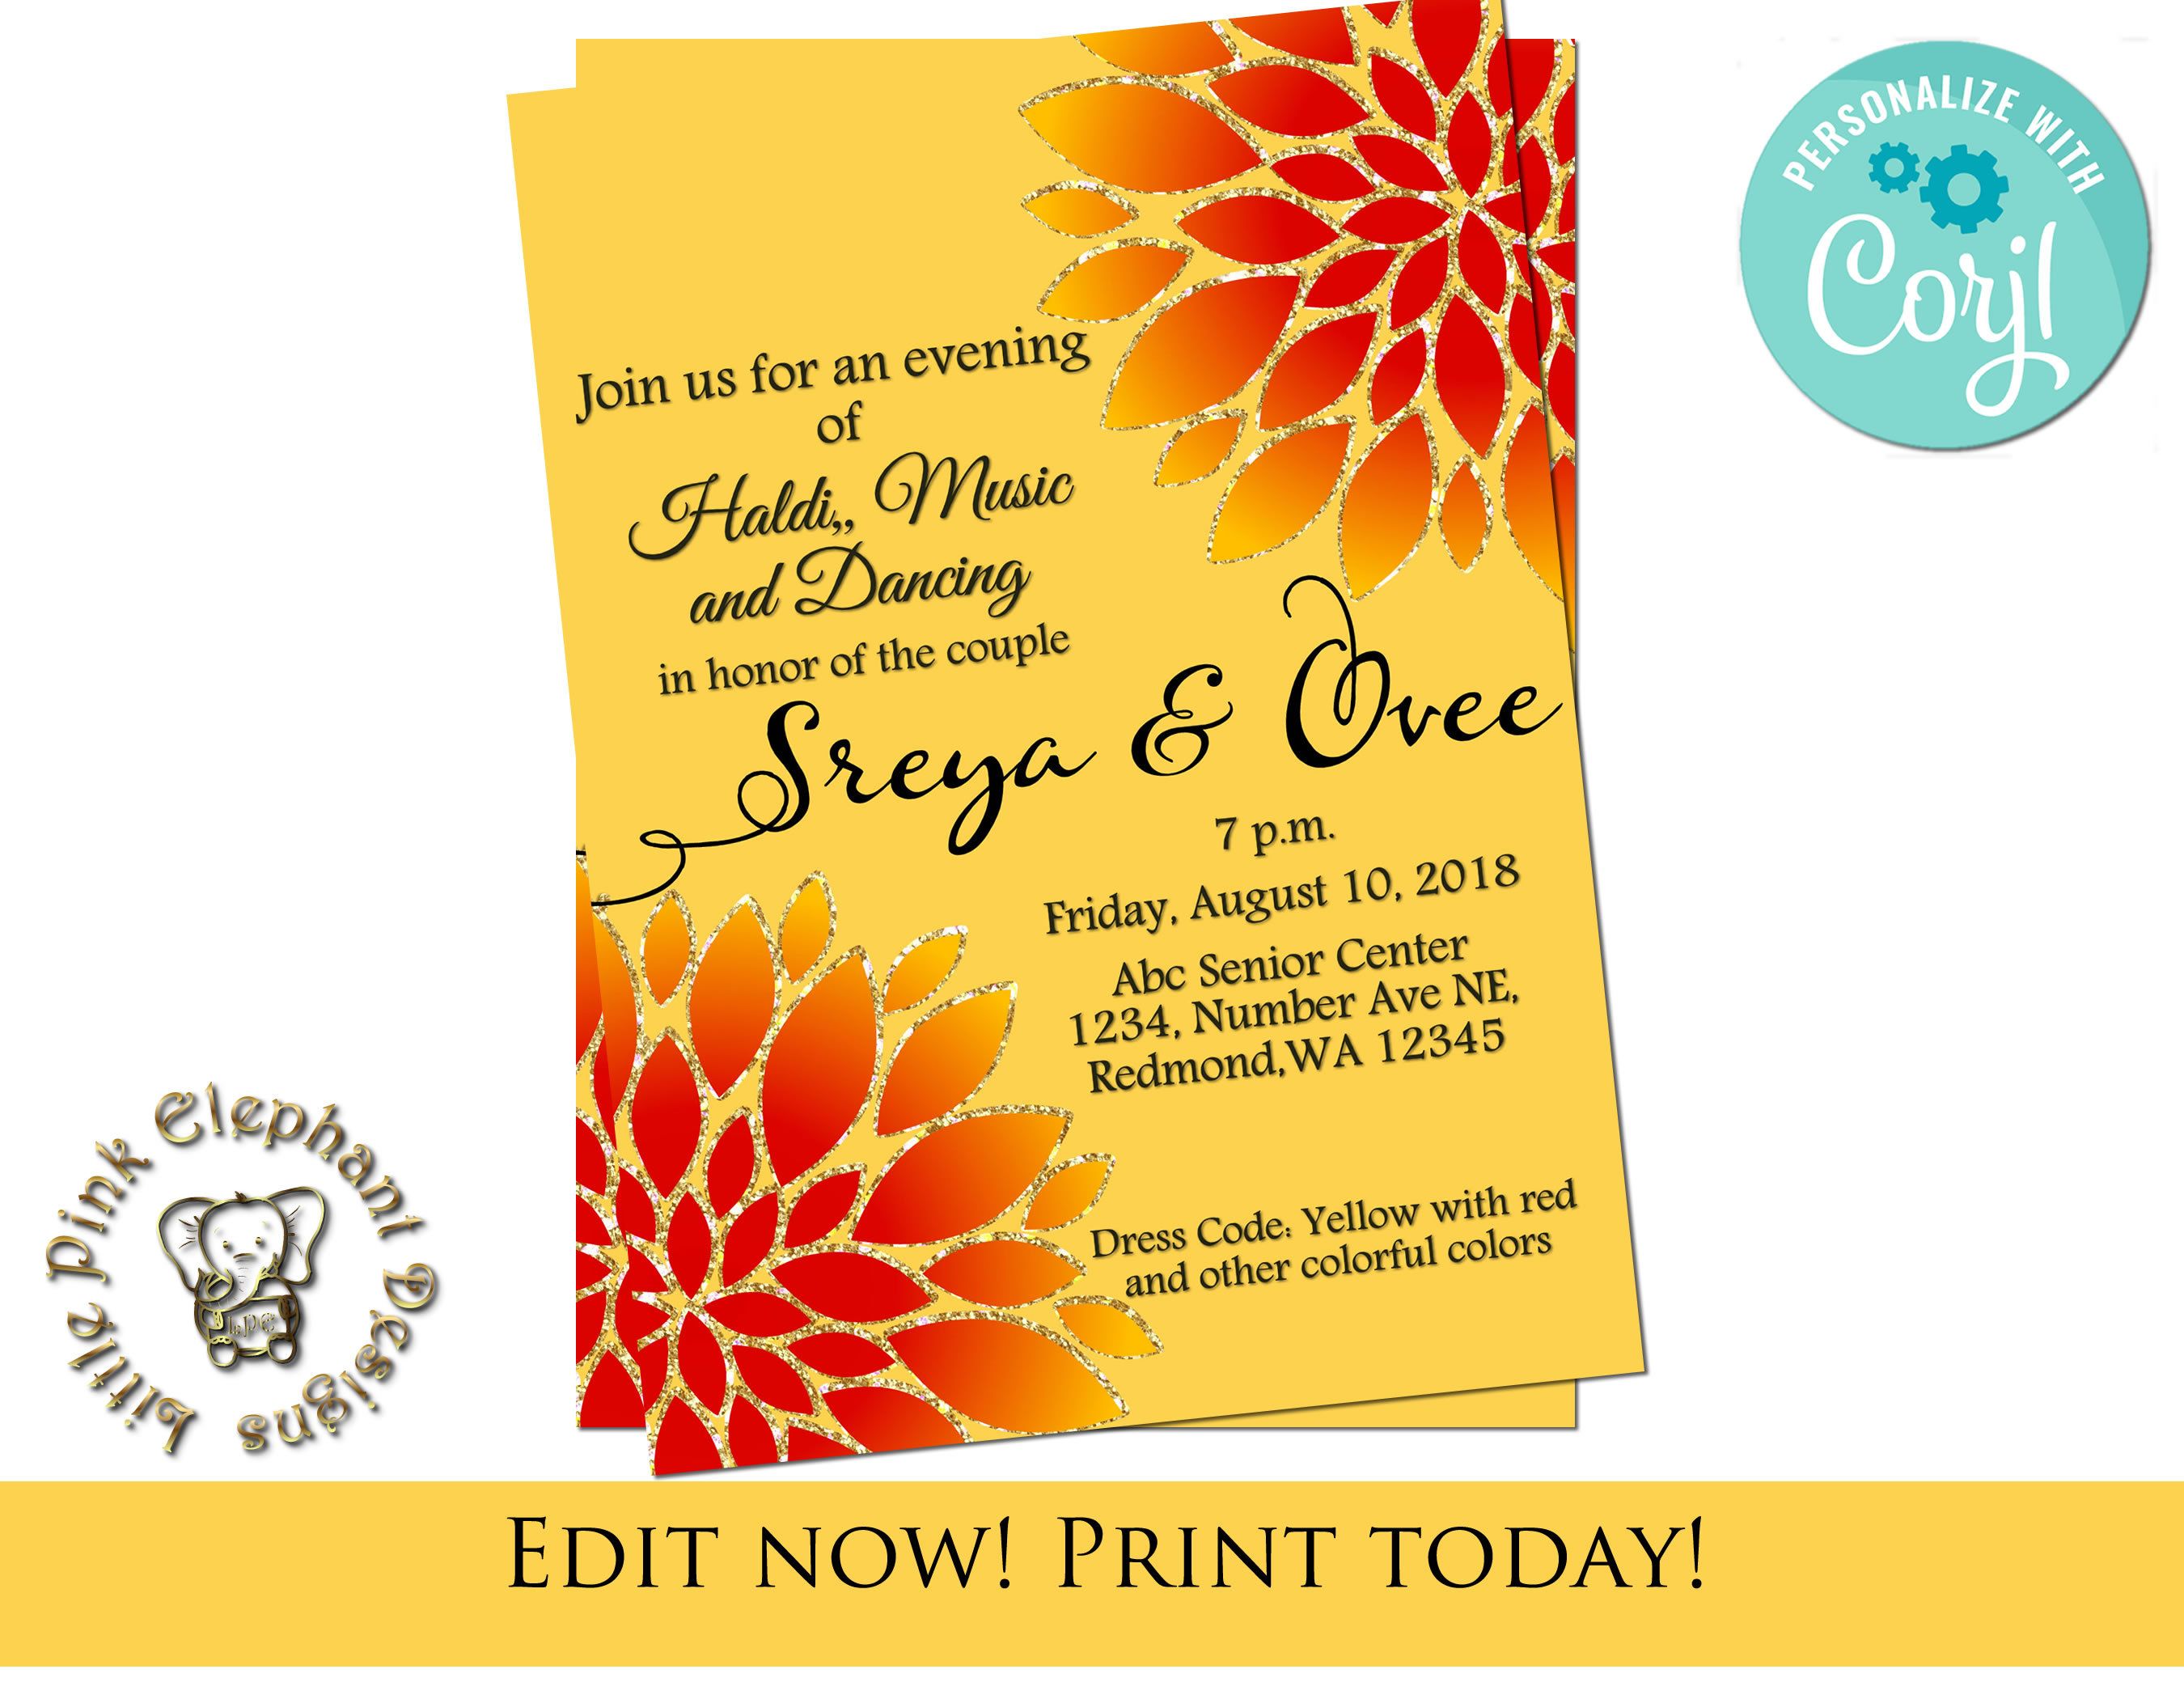 Join us for an evening
of
Haldi,, Music
and Dancing
in honor of the couple
Sreya & Ovee
7 p.m.
Friday, August 10, 2018
Abc Senior Center
1234, Number Ave NE,
Redmond,WA 12345
Dress Code: Yellow with red
and other colorful colors
PERSONALIZE WITH
Corjl
Little Pink Elephant Designs
LPE
EDIT NOW! PRINT TODAY!